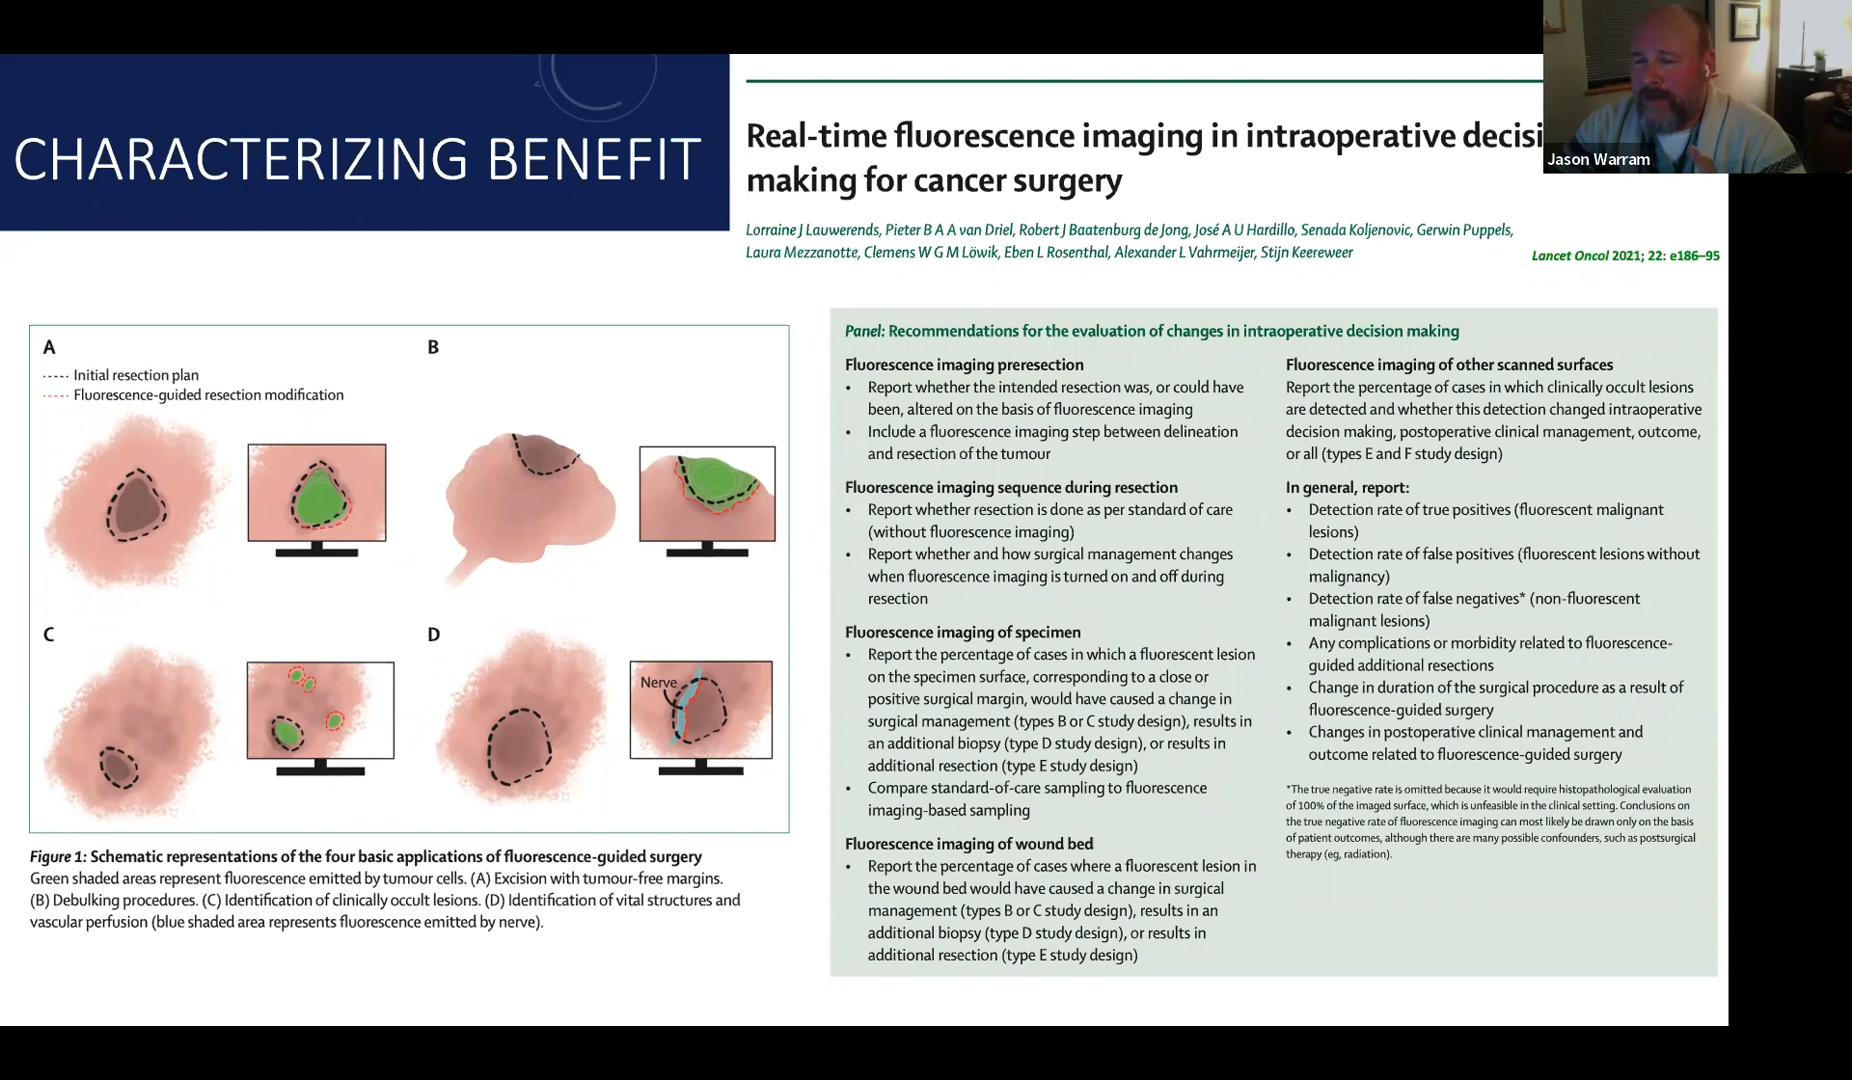 CHARACTERIZING BENEFIT
Real-time fluorescence imaging in intraoperative decisi
making for cancer surgery
Lorraine J Lauwerends, Pieter B A A van Driel, Robert J Baatenburg de Jong, José A U Hardillo, Senada Koljenovic, Gerwin Puppels,
Laura Mezzanotte, Clemens W G M Löwik, Eben L Rosenthal, Alexander L Vahrmeijer, Stijn Keereweer
Lancet Oncol 2021; 22: e186–95
Jason Warram
A
B
Initial resection plan
Fluorescence-guided resection modification
C
D
Nerve
Figure 1: Schematic representations of the four basic applications of fluorescence-guided surgery
Green shaded areas represent fluorescence emitted by tumour cells. (A) Excision with tumour-free margins.
(B) Debulking procedures. (C) Identification of clinically occult lesions. (D) Identification of vital structures and
vascular perfusion (blue shaded area represents fluorescence emitted by nerve).
Panel: Recommendations for the evaluation of changes in intraoperative decision making
Fluorescence imaging preresection
• Report whether the intended resection was, or could have
been, altered on the basis of fluorescence imaging
• Include a fluorescence imaging step between delineation
and resection of the tumour
Fluorescence imaging sequence during resection
• Report whether resection is done as per standard of care
(without fluorescence imaging)
• Report whether and how surgical management changes
when fluorescence imaging is turned on and off during
resection
Fluorescence imaging of specimen
• Report the percentage of cases in which a fluorescent lesion
on the specimen surface, corresponding to a close or
positive surgical margin, would have caused a change in
surgical management (types B or C study design), results in
an additional biopsy (type D study design), or results in
additional resection (type E study design)
• Compare standard-of-care sampling to fluorescence
imaging-based sampling
Fluorescence imaging of wound bed
• Report the percentage of cases where a fluorescent lesion in
the wound bed would have caused a change in surgical
management (types B or C study design), results in an
additional biopsy (type D study design), or results in
additional resection (type E study design)
Fluorescence imaging of other scanned surfaces
Report the percentage of cases in which clinically occult lesions
are detected and whether this detection changed intraoperative
decision making, postoperative clinical management, outcome,
or all (types E and F study design)
In general, report:
• Detection rate of true positives (fluorescent malignant
lesions)
• Detection rate of false positives (fluorescent lesions without
malignancy)
• Detection rate of false negatives* (non-fluorescent
malignant lesions)
• Any complications or morbidity related to fluorescence-
guided additional resections
• Change in duration of the surgical procedure as a result of
fluorescence-guided surgery
• Changes in postoperative clinical management and
outcome related to fluorescence-guided surgery
*The true negative rate is omitted because it would require histopathological evaluation
of 100% of the imaged surface, which is unfeasible in the clinical setting. Conclusions on
the true negative rate of fluorescence imaging can most likely be drawn only on the basis
of patient outcomes, although there are many possible confounders, such as postsurgical
therapy (eg, radiation).